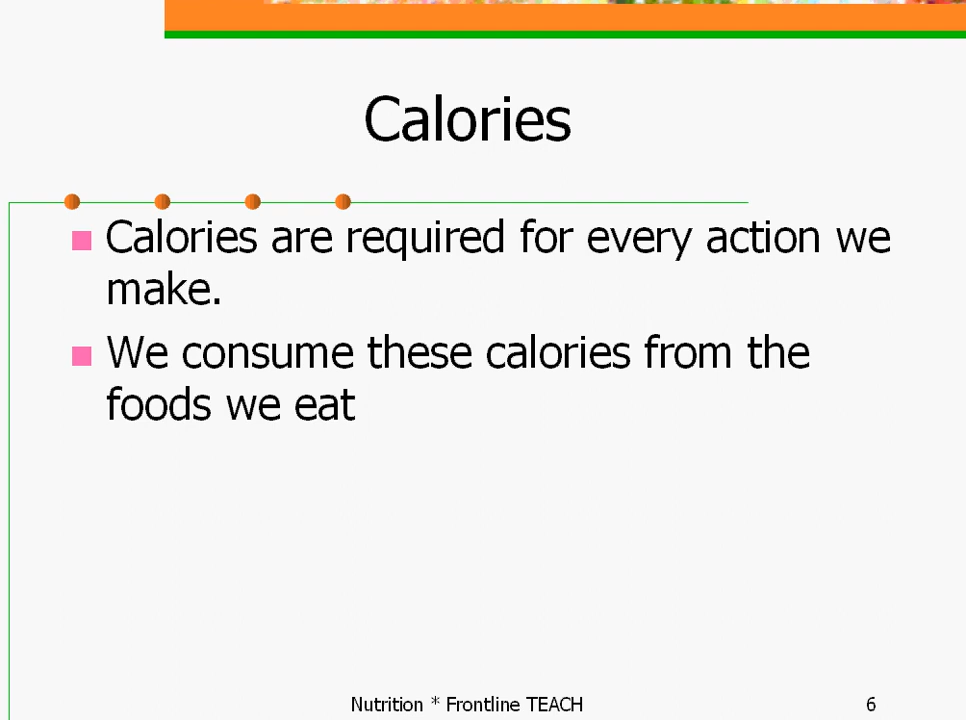 Calories
Calories are required for every action we
make.
We consume these calories from the
foods we eat
Nutrition * Frontline TEACH
6